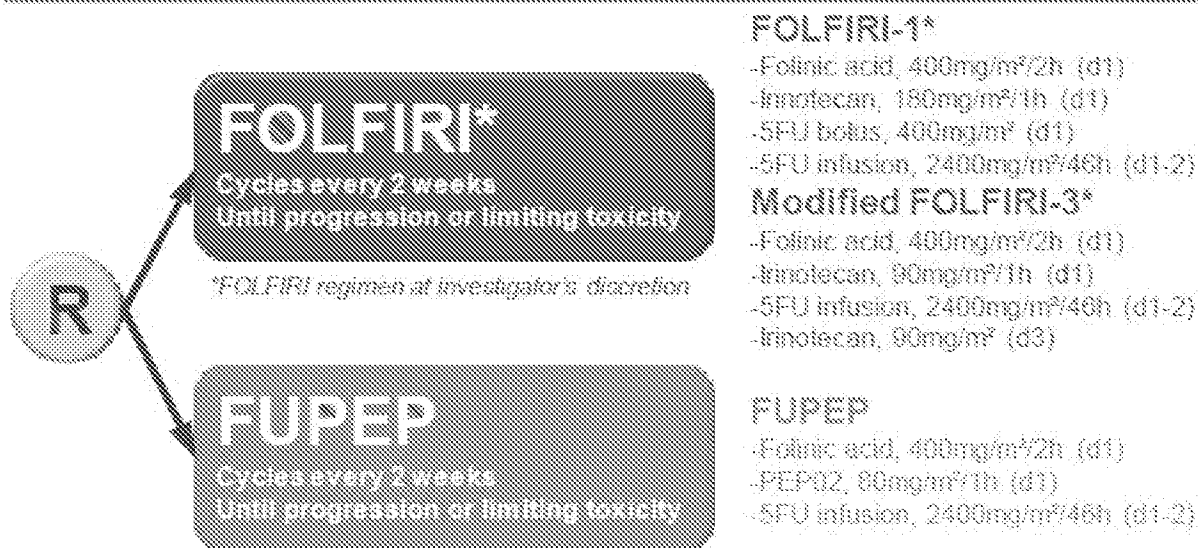 R
FOLFIRI*
Cycles every 2 weeks
Until progression or limiting toxicity
*FOLFIRI regimen at investigator's discretion
FUPEP
Cycles every 2 weeks
Until progression or limiting toxicity
FOLFIRI-1*
-Folinic acid, 400mg/m²/2h (d1)
-Irinotecan, 180mg/m²/1h (d1)
-5FU bolus, 400mg/m² (d1)
-5FU infusion, 2400mg/m²/46h (d1-2)
Modified FOLFIRI-3*
-Folinic acid, 400mg/m²/2h (d1)
-Irinotecan, 90mg/m²/1h (d1)
-5FU infusion, 2400mg/m²/46h (d1-2)
-Irinotecan, 90mg/m² (d3)
FUPEP
-Folinic acid, 400mg/m²/2h (d1)
-PEP02, 80mg/m²/1h (d1)
-5FU infusion, 2400mg/m²/46h (d1-2)